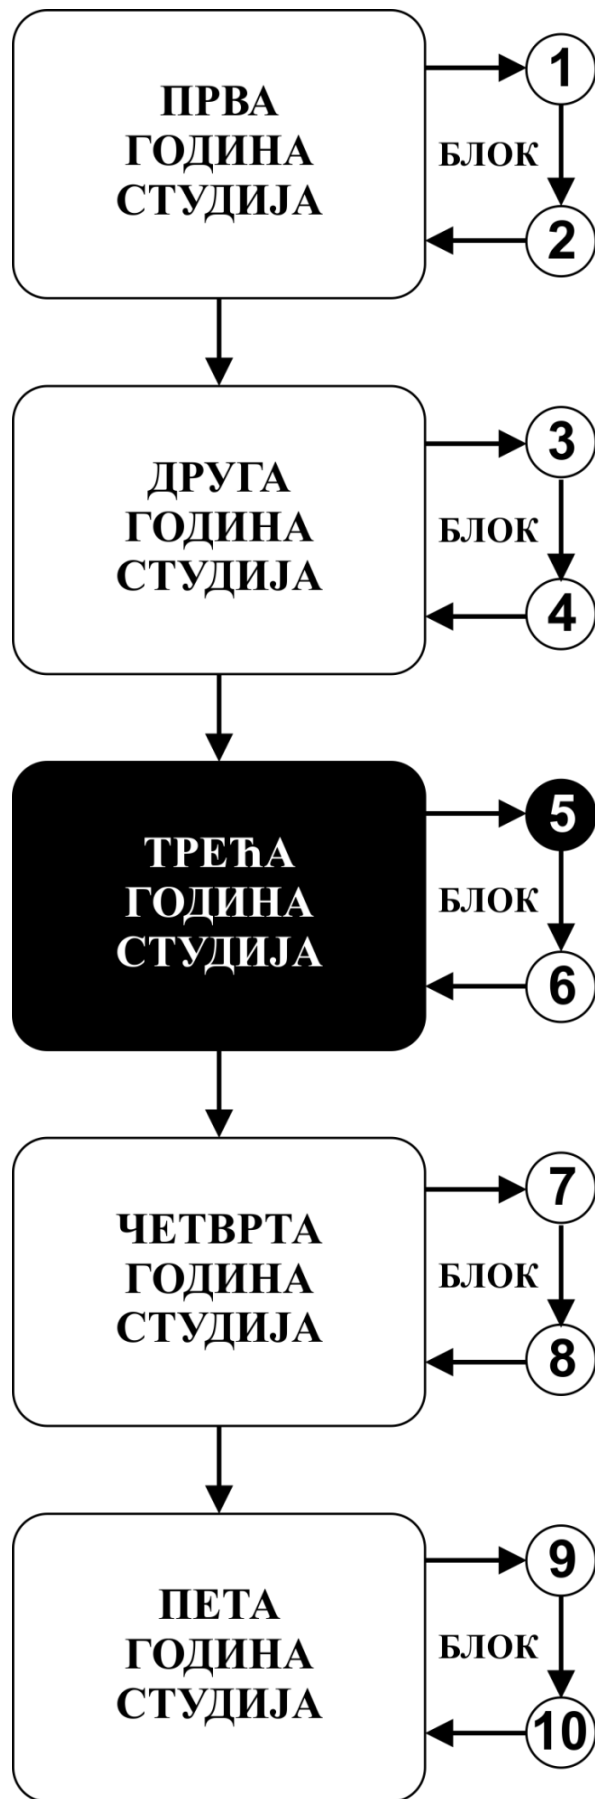 ПРВА
ГОДИНА
СТУДИЈА
1
БЛОК
2
ДРУГА
ГОДИНА
СТУДИЈА
3
БЛОК
4
ТРЕЋА
ГОДИНА
СТУДИЈА
5
БЛОК
6
ЧЕТВРТА
ГОДИНА
СТУДИЈА
7
БЛОК
8
ПЕТА
ГОДИНА
СТУДИЈА
9
БЛОК
10